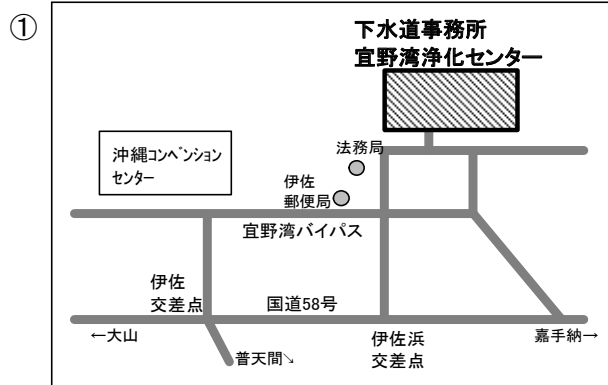 ①
下水道事務所
宜野湾浄化センター
法務局
沖縄コンベンション
センター
伊佐
郵便局
宜野湾バイパス
伊佐
交差点
国道58号
←大山
伊佐浜
交差点
嘉手納→
普天間↘